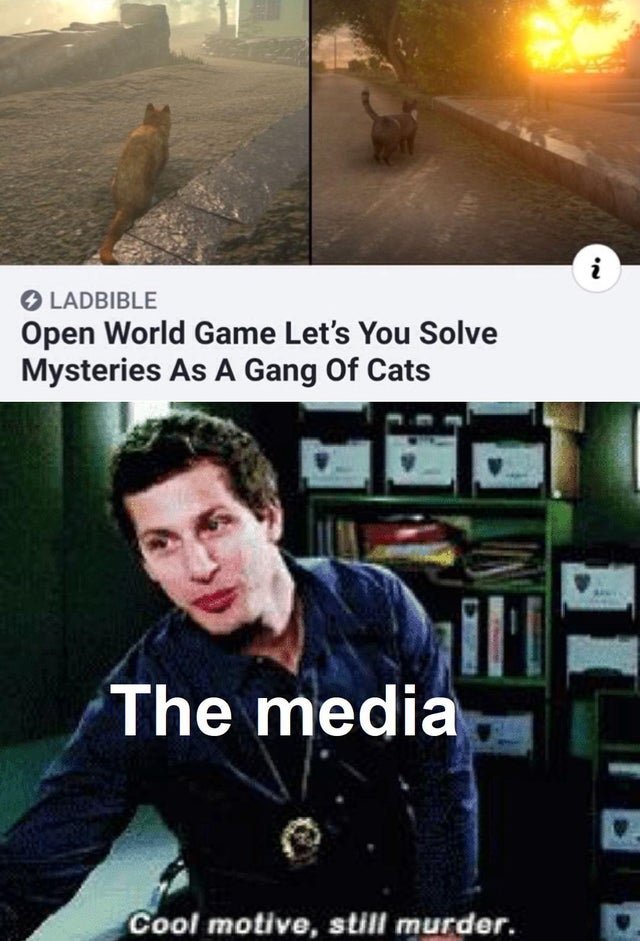 i
LADBIBLE
Open World Game Let's You Solve
Mysteries As A Gang Of Cats
The media
Cool motive, still murder.